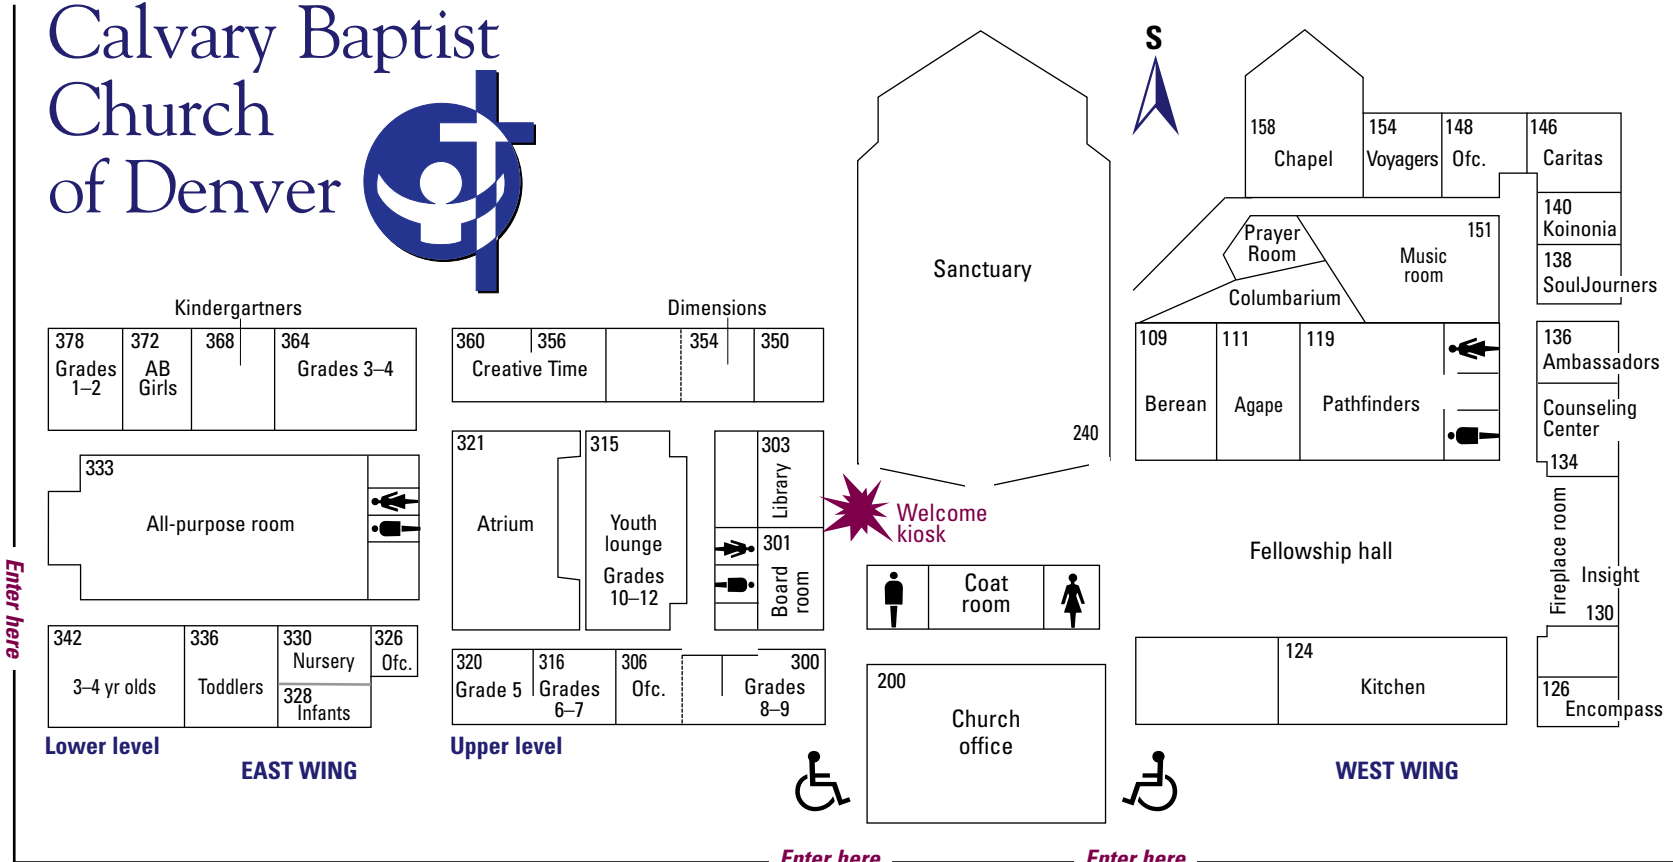 Calvary Baptist
Church
of Denver
S
158
Chapel
154
Voyagers
148
Ofc.
146
Caritas
140
Koinonia
138
SoulJourners
Prayer
Room
Columbarium
151
Music
room
Sanctuary
240
Kindergartners
378
Grades
1–2
372
AB
Girls
368
364
Grades 3–4
Dimensions
360
356
Creative Time
354
350
109
Berean
111
Agape
119
Pathfinders
136
Ambassadors
Counseling
Center
134
333
All-purpose room
321
Atrium
315
Youth
lounge
Grades
10–12
303
Library
301
Board
room
Welcome
kiosk
Coat
room
Fellowship hall
Fireplace room
Insight
130
Enter here
342
3–4 yr olds
336
Toddlers
330
Nursery
328
Infants
326
Ofc.
320
Grade 5
316
Grades
6–7
306
Ofc.
300
Grades
8–9
200
Church
office
124
Kitchen
126
Encompass
Lower level
EAST WING
Upper level
WEST WING
Enter here
Enter here